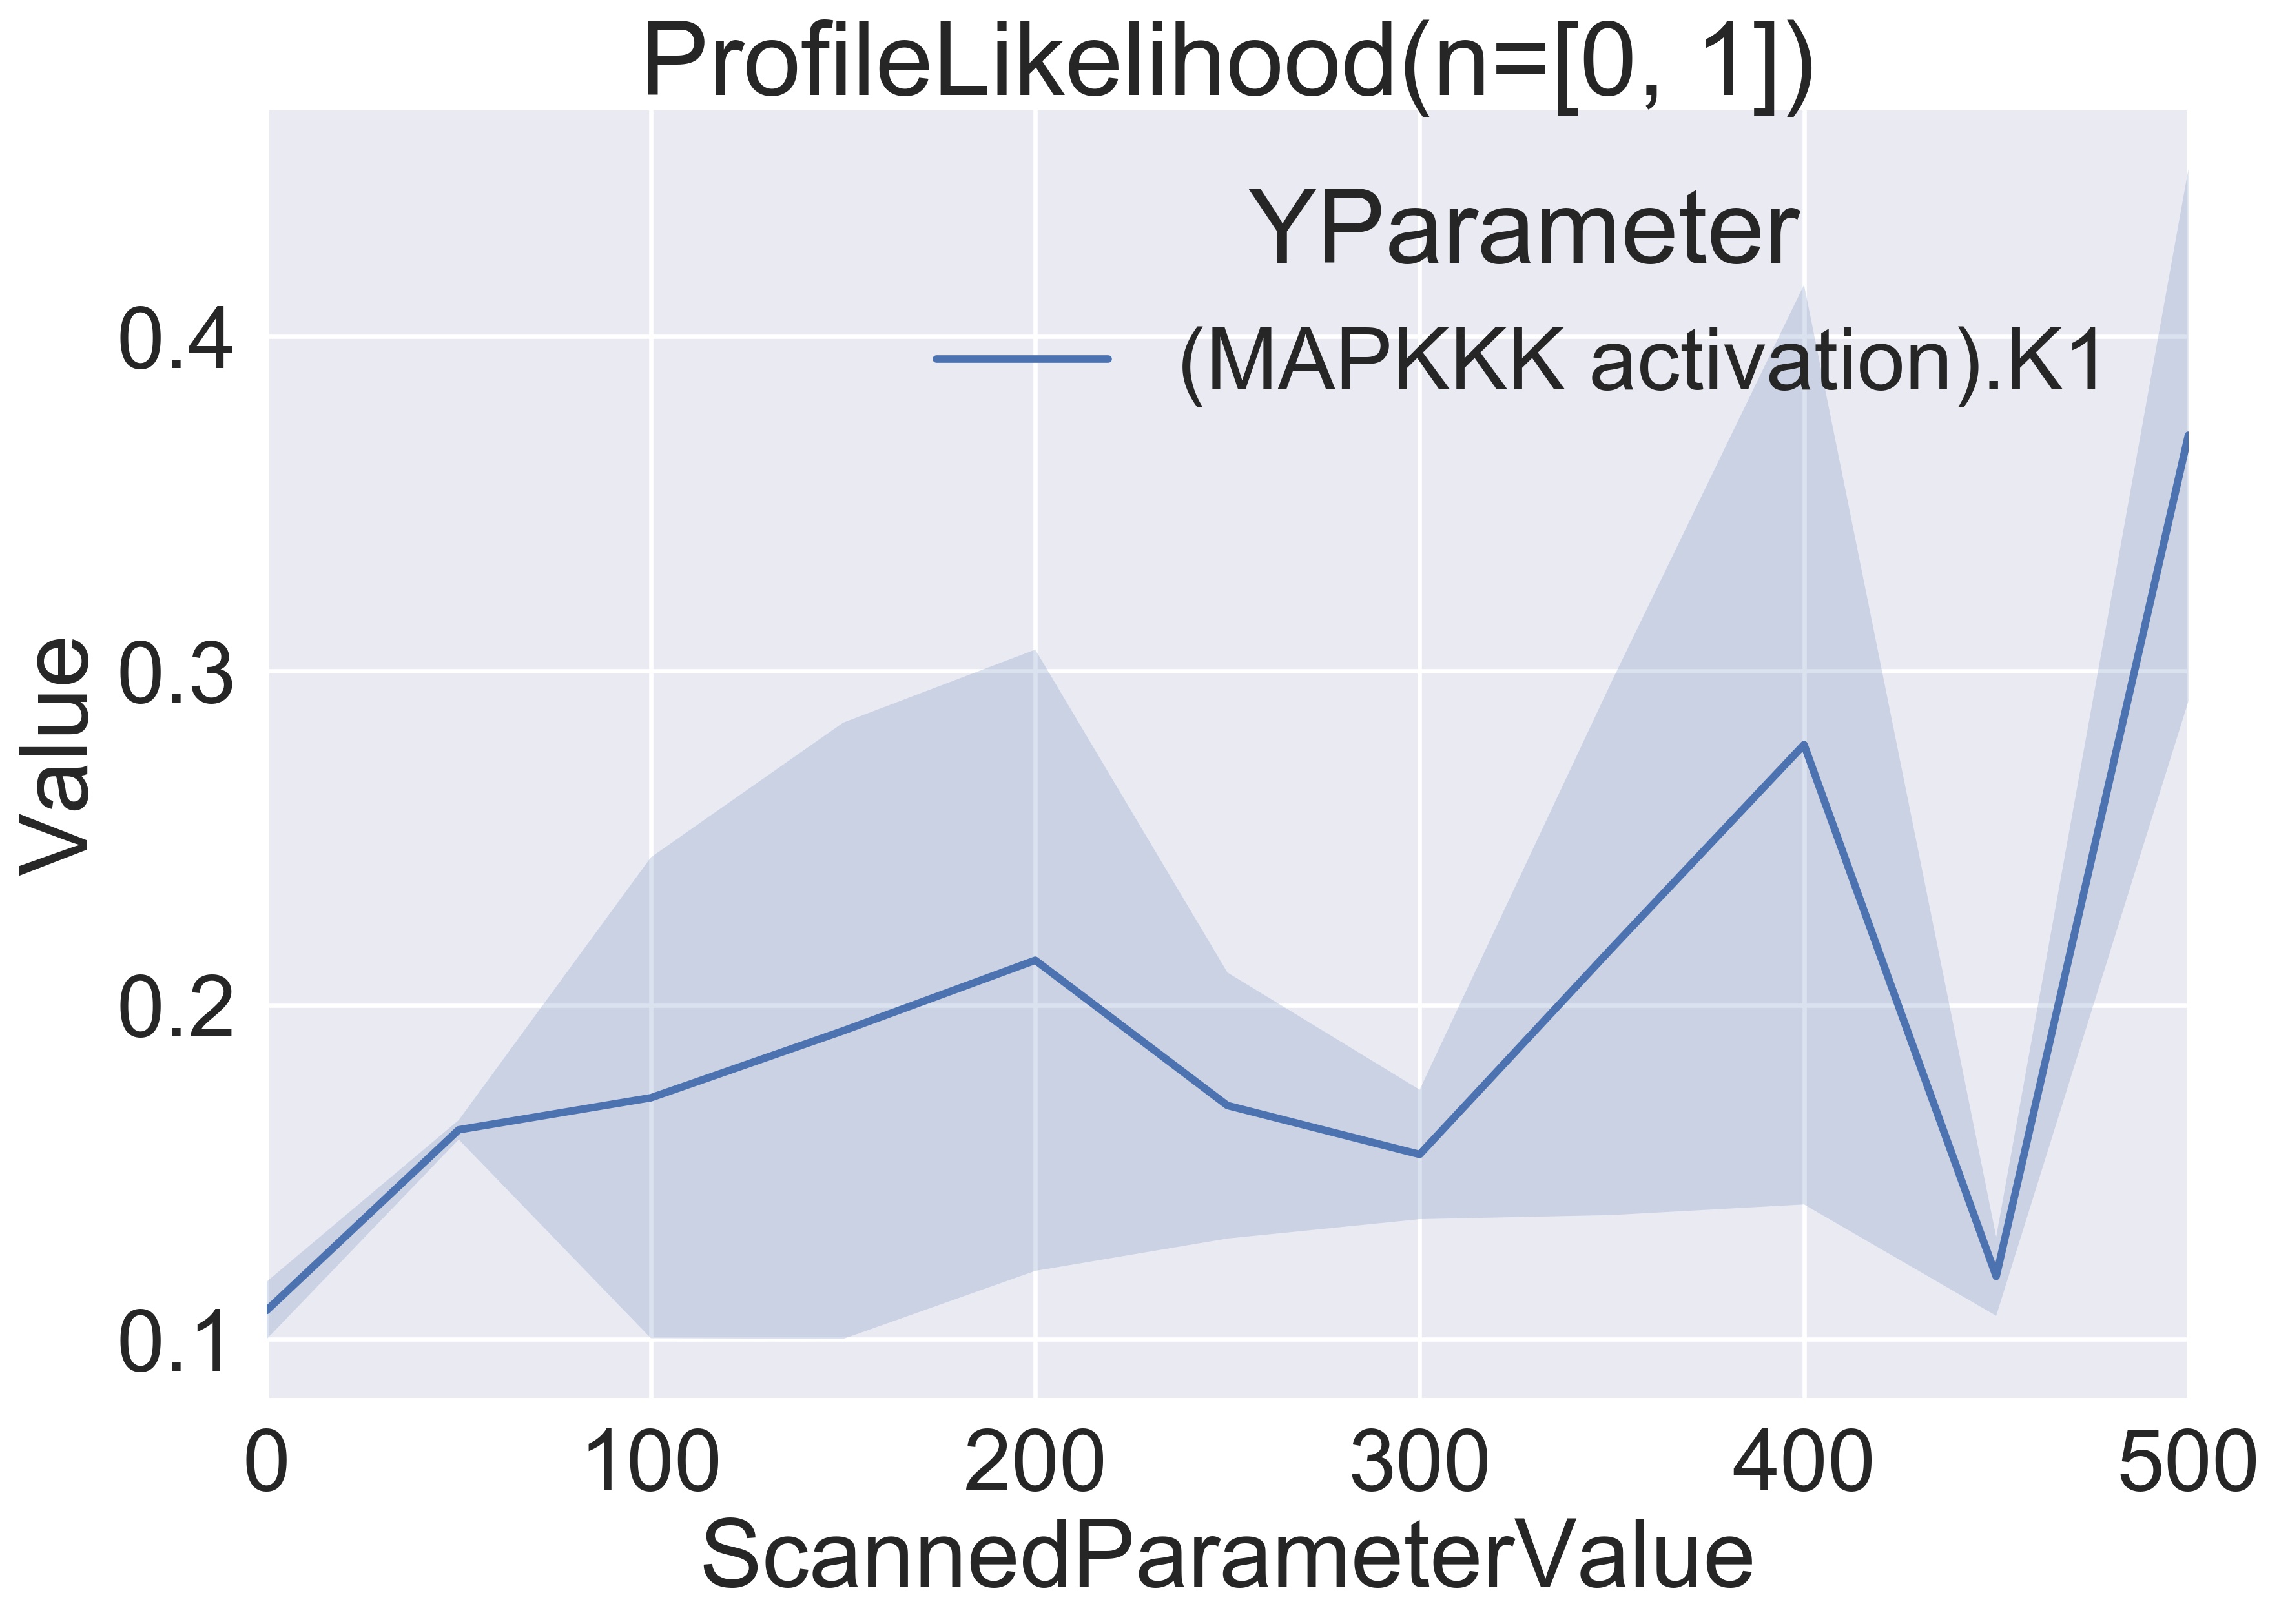 ProfileLikelihood(n=[0, 1])
YParameter
(MAPKKK activation).K1
Value
0.4
0.3
0.2
0.1
0 100 200 300 400 500
ScannedParameterValue